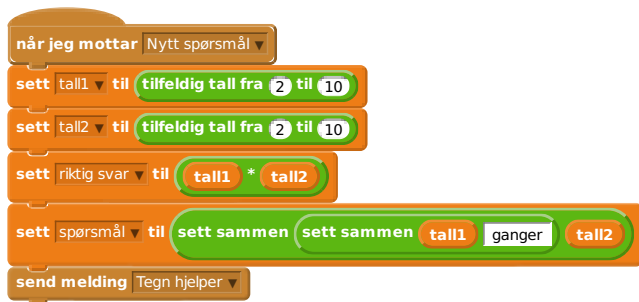 når jeg mottar Nytt spørsmål
sett tall1 til tilfeldig tall fra 2 til 10
sett tall2 til tilfeldig tall fra 2 til 10
sett riktig svar til tall1 * tall2
sett spørsmål til sett sammen sett sammen tall1 ganger tall2
send melding Tegn hjelper